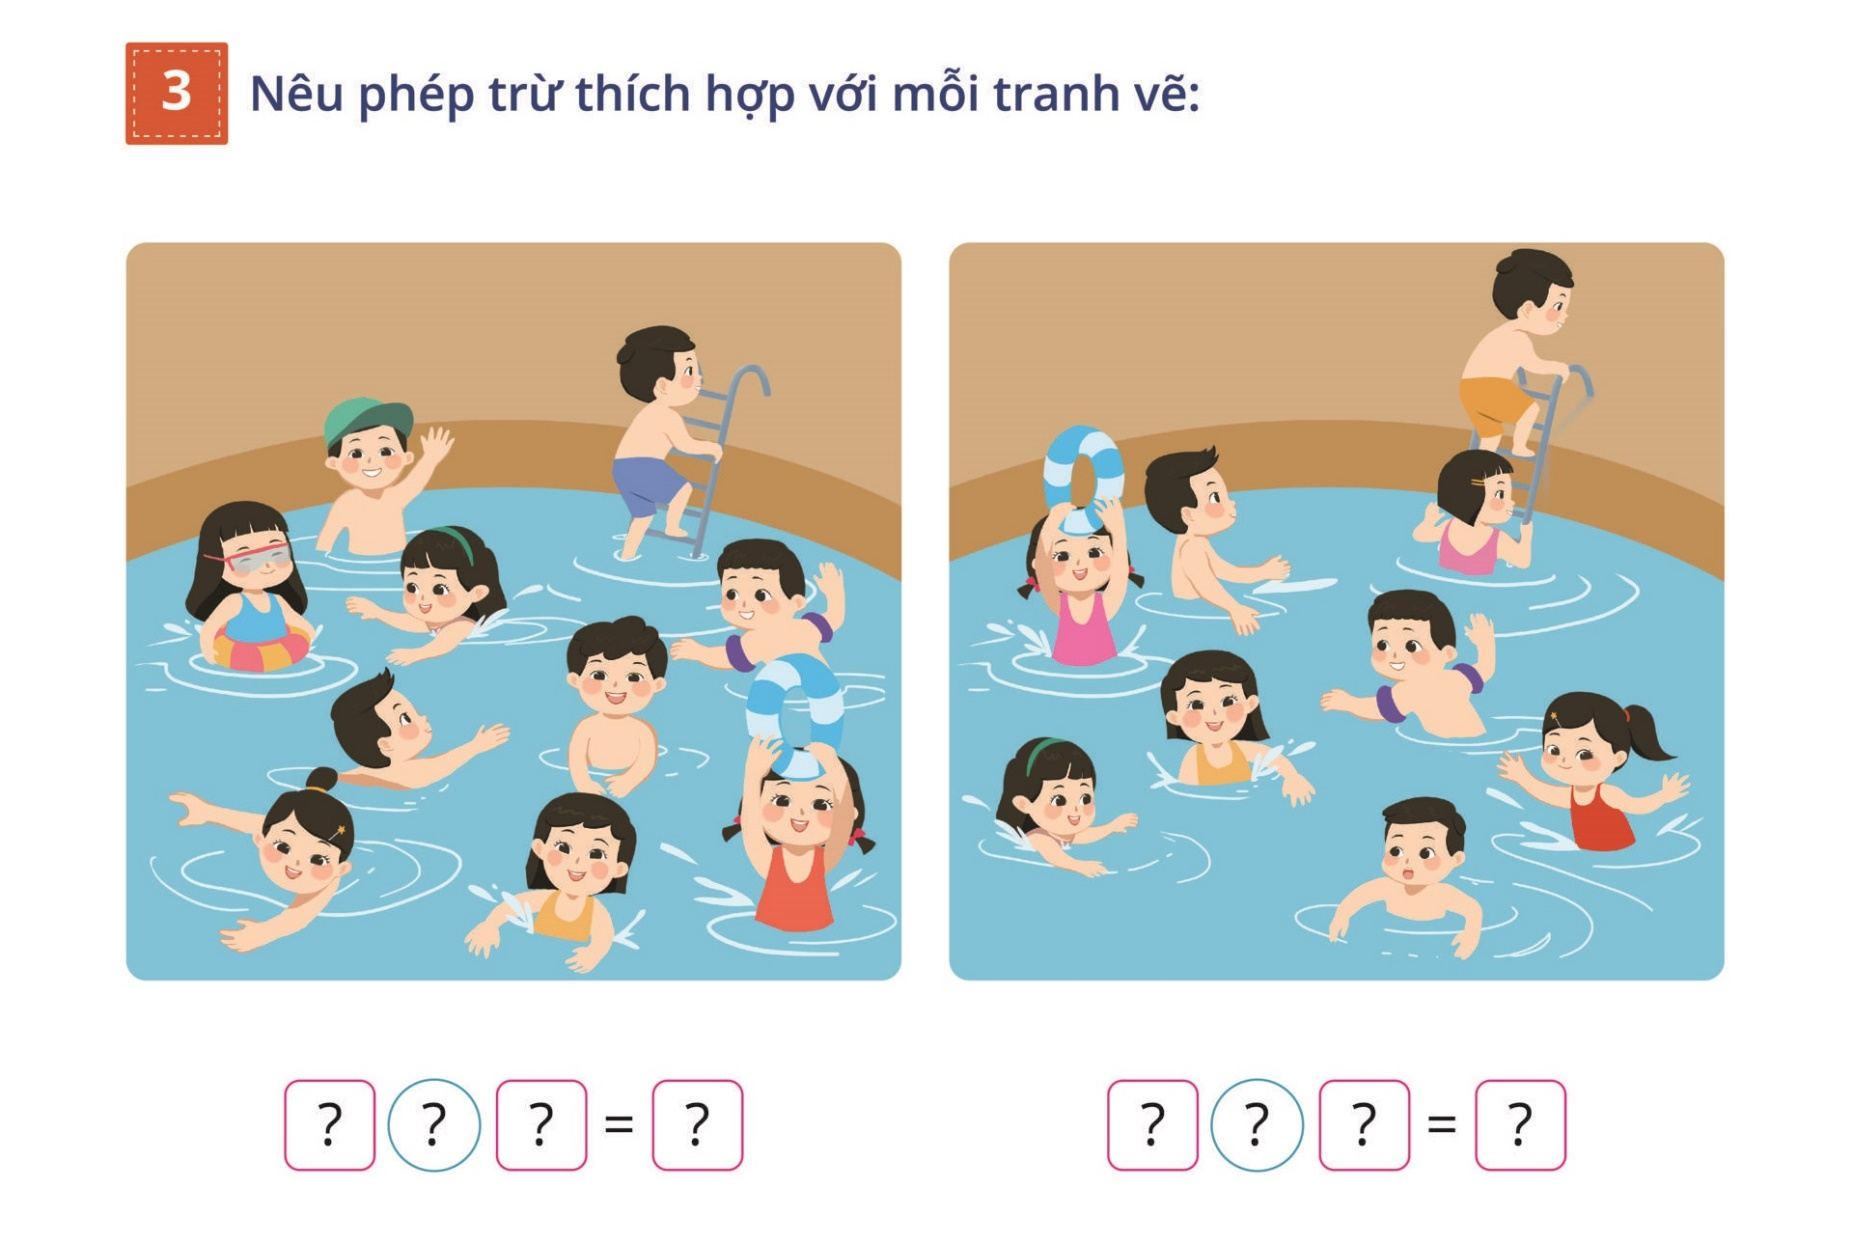 3 Nêu phép trừ thích hợp với mỗi tranh vẽ:
? ? ? = ? ? ? ? = ?